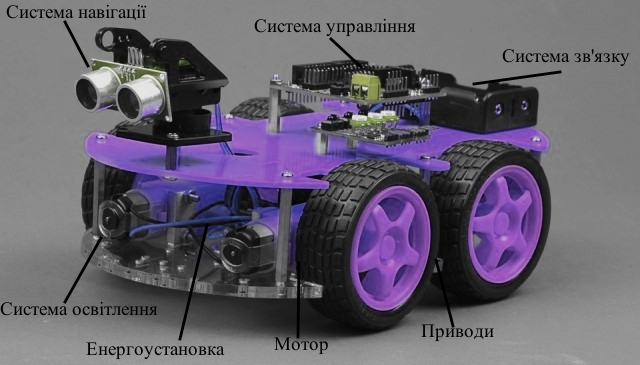 Система навігації
Система управління
Система зв'язку
Система освітлення
Енергоустановка
Мотор
Приводи